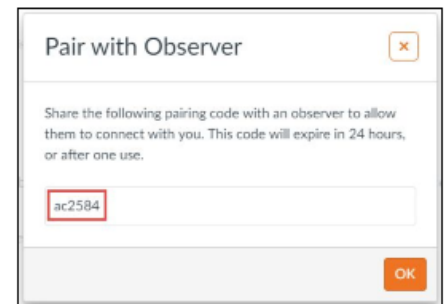 Pair with Observer
×
Share the following pairing code with an observer to allow
them to connect with you. This code will expire in 24 hours,
or after one use.
ac2584
OK